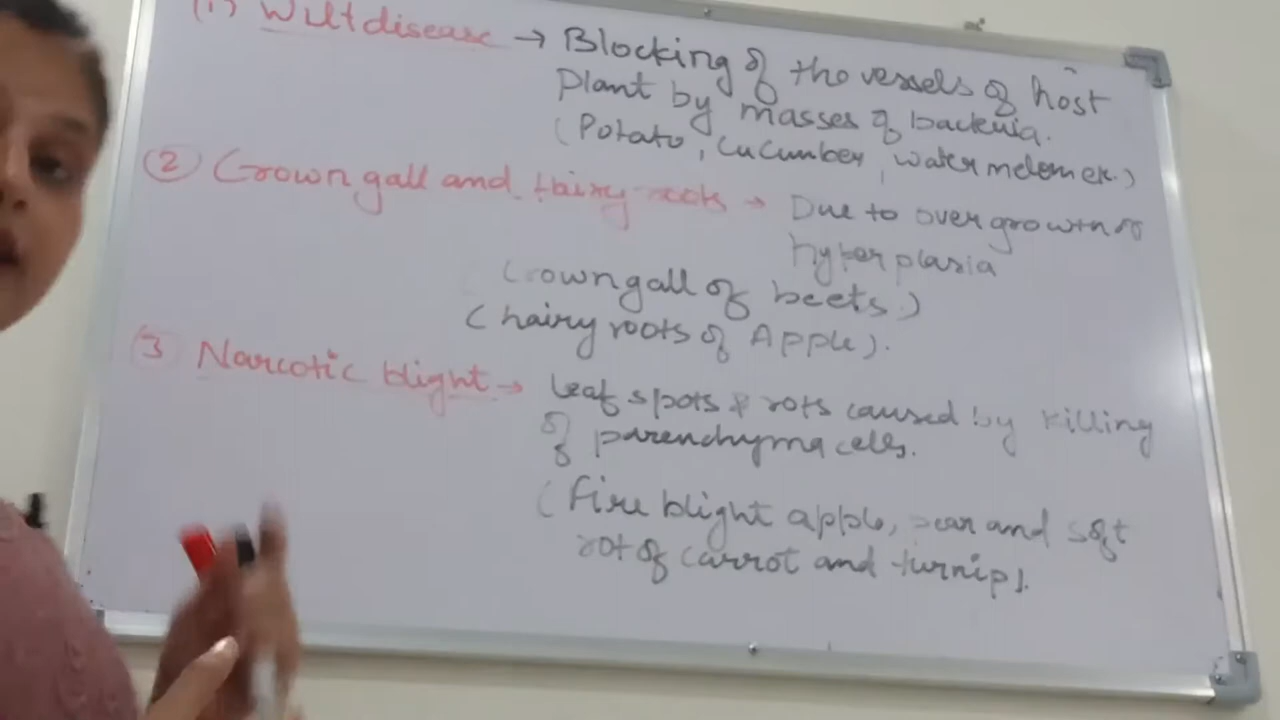 (1) Wilt disease → Blocking of the vessels of host
Plant by masses of bacteria.
(Potato, Cucumber, watermelon etc.)
(2) Crown gall and hairy roots → Due to over growth or
hyperplasia
(Crown gall of beets.)
(hairy roots of Apple).
(3 Narcotic blight → leaf spots & rots caused by killing
of parenchyma cells.
(fire blight apple, pear and soft
rot of carrot and turnip).